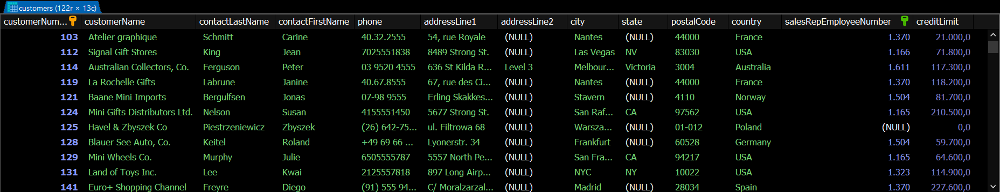 customers (122r × 13c)
customerNum... customerName contactLastName contactFirstName phone addressLine1 addressLine2 city state postalCode country salesRepEmployeeNumber creditLimit
103 Atelier graphique Schmitt Carine 40.32.2555 54, rue Royale (NULL) Nantes (NULL) 44000 France 1.370 21.000,0
112 Signal Gift Stores King Jean 7025551838 8489 Strong St. (NULL) Las Vegas NV 83030 USA 1.166 71.800,0
114 Australian Collectors, Co. Ferguson Peter 03 9520 4555 636 St Kilda R... Level 3 Melbour... Victoria 3004 Australia 1.611 117.300,0
119 La Rochelle Gifts Labrune Janine 40.67.8555 67, rue des Ci... (NULL) Nantes (NULL) 44000 France 1.370 118.200,0
121 Baane Mini Imports Bergulfsen Jonas 07-98 9555 Erling Skakkes... (NULL) Stavern (NULL) 4110 Norway 1.504 81.700,0
124 Mini Gifts Distributors Ltd. Nelson Susan 4155551450 5677 Strong St. (NULL) San Raf... CA 97562 USA 1.165 210.500,0
125 Havel & Zbyszek Co Piestrzeniewicz Zbyszek (26) 642-75... ul. Filtrowa 68 (NULL) Warsza... (NULL) 01-012 Poland (NULL) 0,0
128 Blauer See Auto, Co. Keitel Roland +49 69 66 ... Lyonerstr. 34 (NULL) Frankfurt (NULL) 60528 Germany 1.504 59.700,0
129 Mini Wheels Co. Murphy Julie 6505555787 5557 North Pe... (NULL) San Fra... CA 94217 USA 1.165 64.600,0
131 Land of Toys Inc. Lee Kwai 2125557818 897 Long Airp... (NULL) NYC NY 10022 USA 1.323 114.900,0
141 Euro+ Shopping Channel Freyre Diego (91) 555 94... C/ Moralzarzal... (NULL) Madrid (NULL) 28034 Spain 1.370 227.600,0